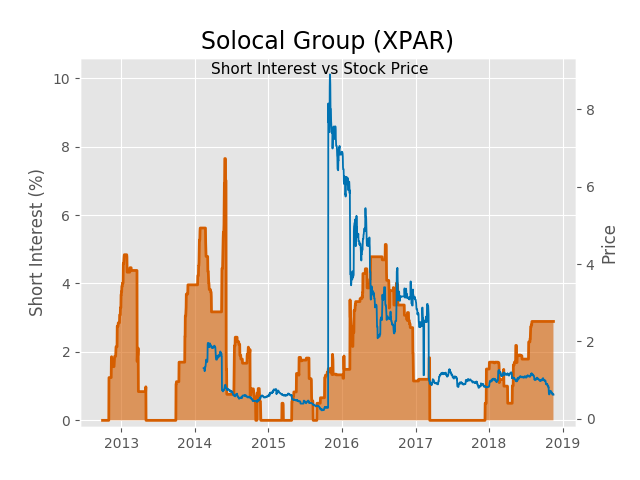 Solocal Group (XPAR)
Short Interest vs Stock Price
Short Interest (%)
10
8
6
4
2
0
8
6
4
2
0
Price
2013 2014 2015 2016 2017 2018 2019